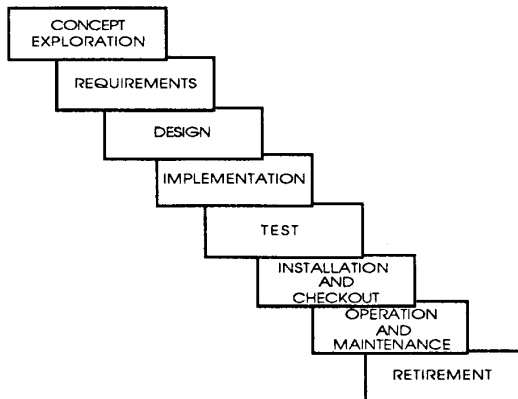 CONCEPT
EXPLORATION
REQUIREMENTS
DESIGN
IMPLEMENTATION
TEST
INSTALLATION
AND
CHECKOUT
OPERATION
AND
MAINTENANCE
RETIREMENT